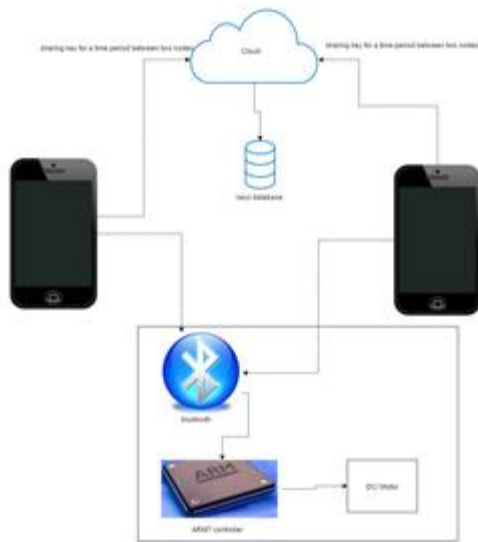 sharing key for a time period between two nodes
sharing key for a time period between two nodes
Cloud
keys database
bluetooth
ARM
ARM7 controller
DC Motor